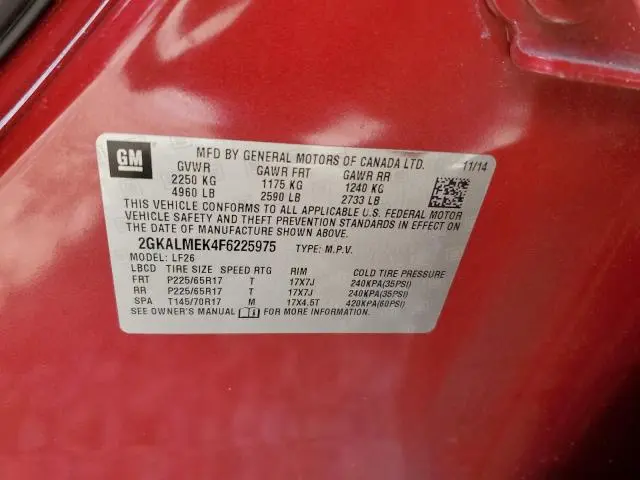 GM
MFD BY GENERAL MOTORS OF CANADA LTD. 11/14
GVWR GAWR FRT GAWR RR
2250 KG 1175 KG 1240 KG
4960 LB 2590 LB 2733 LB
THIS VEHICLE CONFORMS TO ALL APPLICABLE U.S. FEDERAL MOTOR
VEHICLE SAFETY AND THEFT PREVENTION STANDARDS IN EFFECT ON
THE DATE OF MANUFACTURE SHOWN ABOVE.
2GKALMEK4F6225975 TYPE: M.P.V.
MODEL: LF26
LBCD TIRE SIZE SPEED RTG RIM COLD TIRE PRESSURE
FRT P225/65R17 T 17X7J 240KPA(35PSI)
RR P225/65R17 T 17X7J 240KPA(35PSI)
SPA T145/70R17 M 17X4.5T 420KPA(60PSI)
SEE OWNER'S MANUAL FOR MORE INFORMATION.